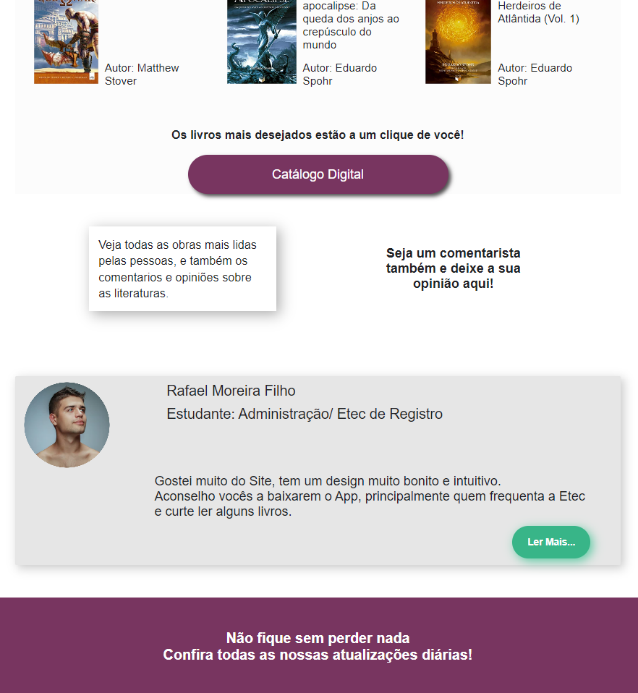 apocalipse: Da
queda dos anjos ao
crepúsculo do
mundo
Herdeiros de
Atlântida (Vol. 1)
Autor: Matthew
Stover
Autor: Eduardo
Spohr
Autor: Eduardo
Spohr
Os livros mais desejados estão a um clique de você!
Catálogo Digital
Veja todas as obras mais lidas
pelas pessoas, e também os
comentarios e opiniões sobre
as literaturas.
Seja um comentarista
também e deixe a sua
opinião aqui!
Rafael Moreira Filho
Estudante: Administração/ Etec de Registro
Gostei muito do Site, tem um design muito bonito e intuitivo.
Aconselho vocês a baixarem o App, principalmente quem frequenta a Etec
e curte ler alguns livros.
Ler Mais...
Não fique sem perder nada
Confira todas as nossas atualizações diárias!